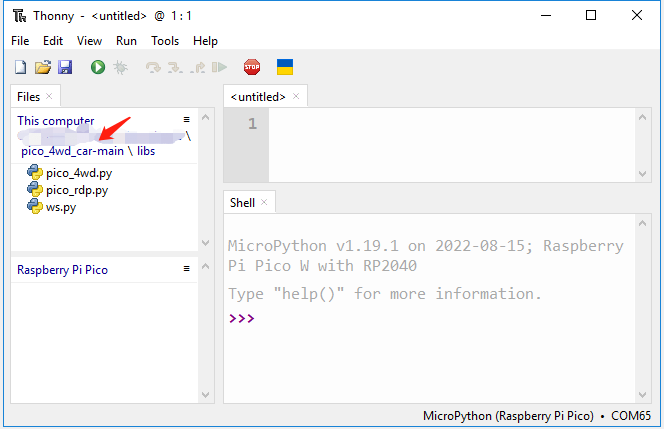 Thonny - <untitled> @ 1 : 1
File Edit View Run Tools Help
STOP
Files ×
This computer ≡
\
pico_4wd_car-main \ libs
pico_4wd.py
pico_rdp.py
ws.py
Raspberry Pi Pico ≡
<untitled> ×
1
Shell ×
MicroPython v1.19.1 on 2022-08-15; Raspberry
Pi Pico W with RP2040
Type "help()" for more information.
>>>
MicroPython (Raspberry Pi Pico) • COM65